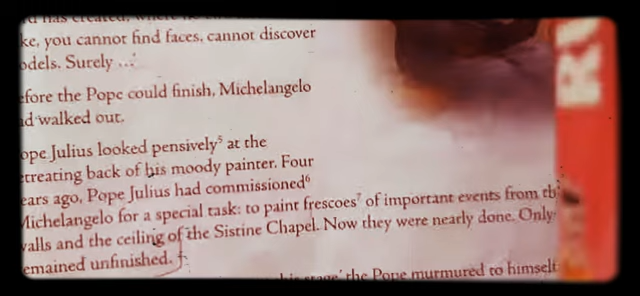 ke, you cannot find faces, cannot discover
odels. Surely ...
efore the Pope could finish, Michelangelo
d walked out.
ope Julius looked pensively⁵ at the
etreating back of his moody painter. Four
ears ago, Pope Julius had commissioned⁶
Michelangelo for a special task: to paint frescoes⁷ of important events from th
valls and the ceiling of the Sistine Chapel. Now they were nearly done. Only
emained unfinished.
his stage' the Pope murmured to himself